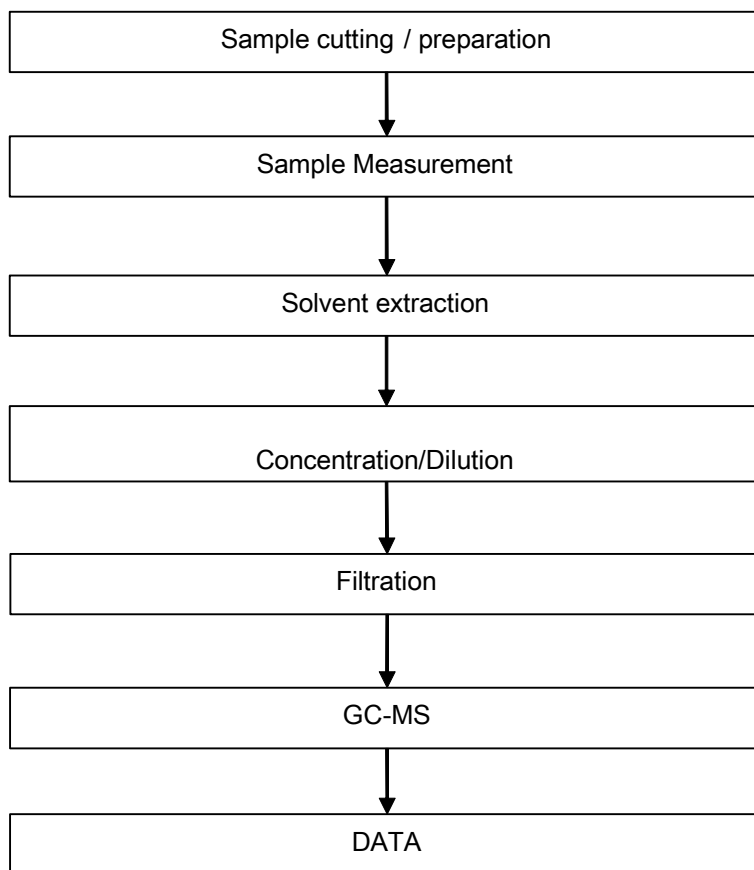 Sample cutting / preparation
Sample Measurement
Solvent extraction
Concentration/Dilution
Filtration
GC-MS
DATA